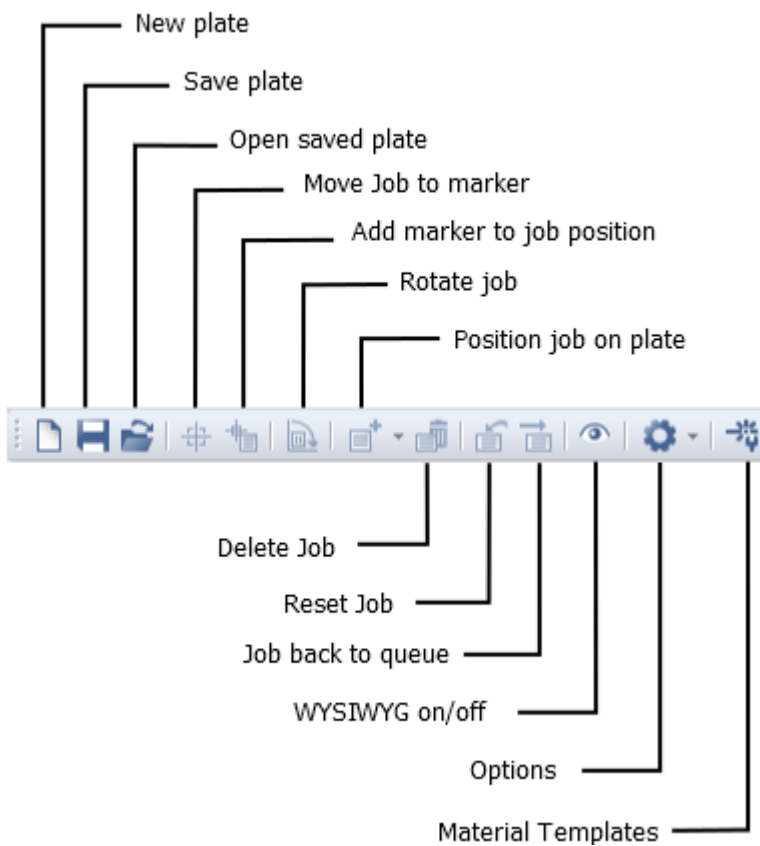 New plate
Save plate
Open saved plate
Move Job to marker
Add marker to job position
Rotate job
Position job on plate
Delete Job
Reset Job
Job back to queue
WYSIWYG on/off
Options
Material Templates